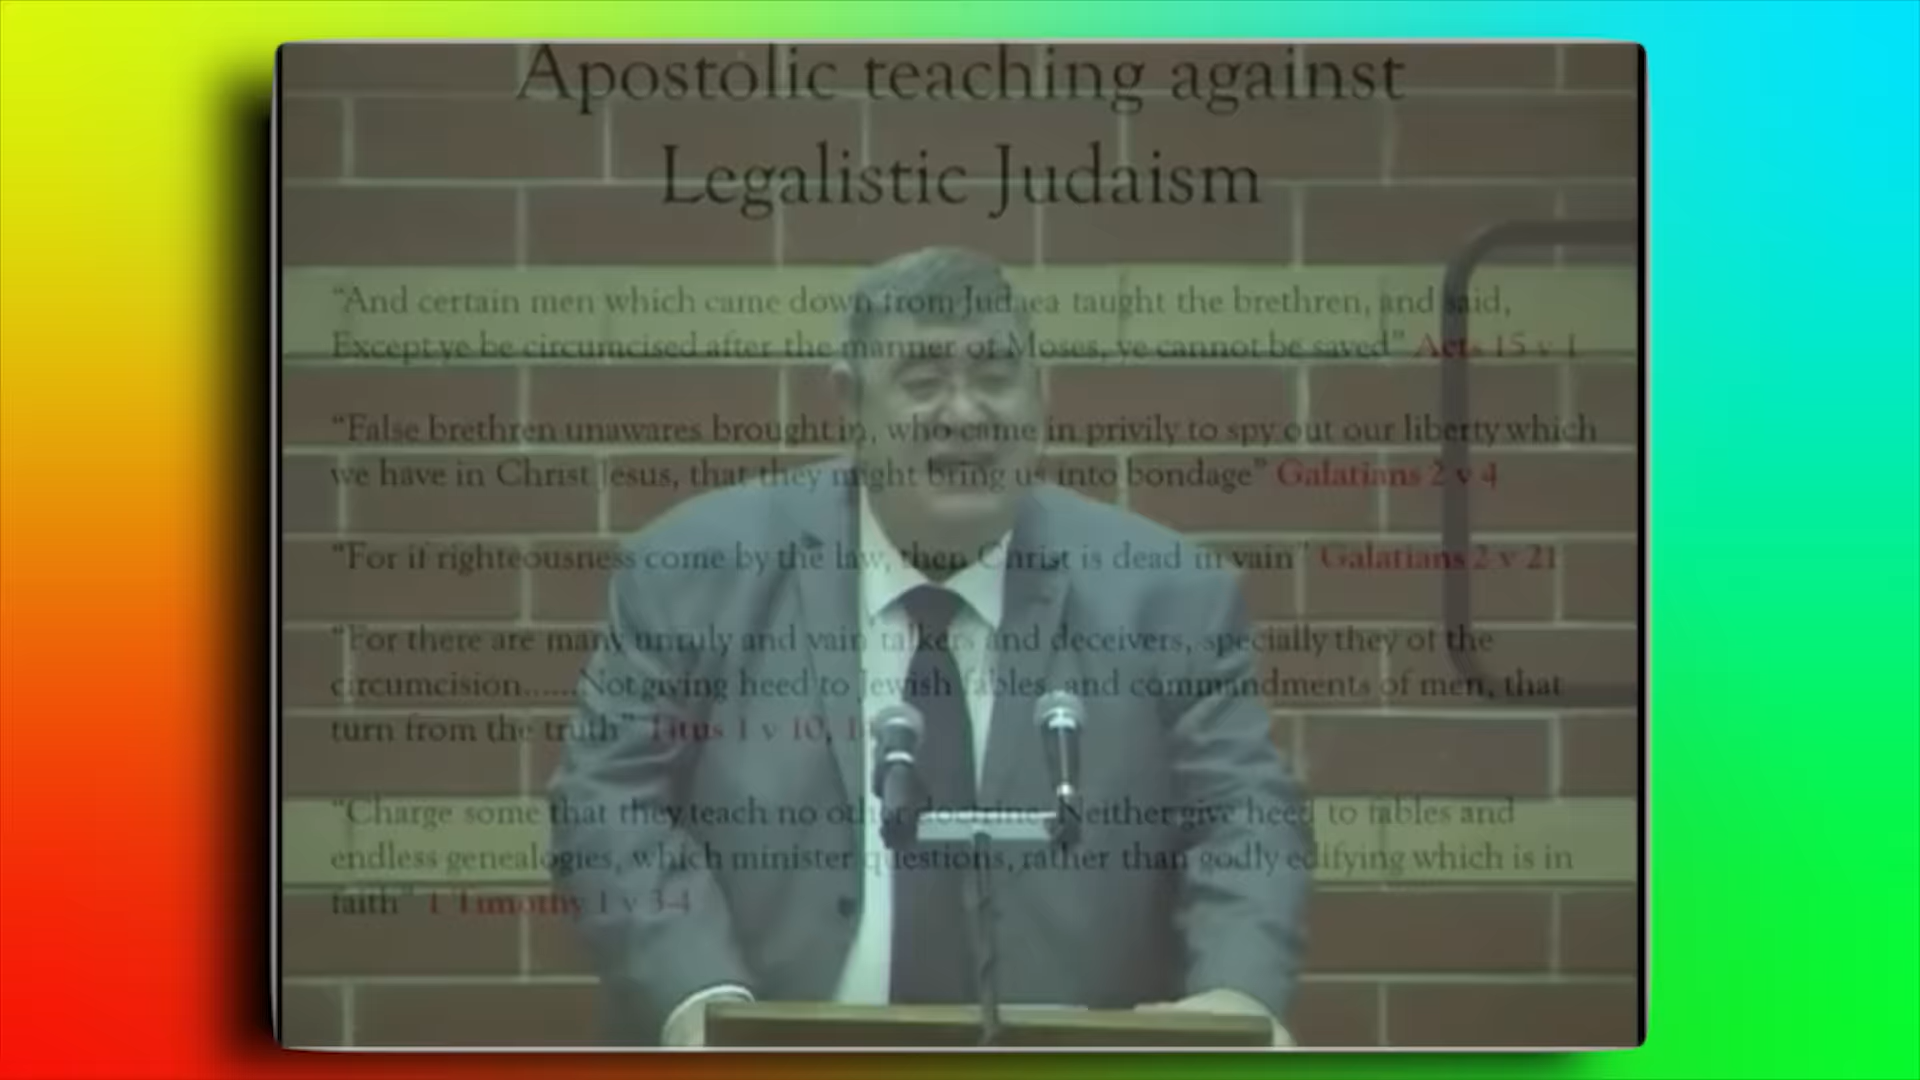 Apostolic teaching against
Legalistic Judaism
“And certain men which came down from Judaea taught the brethren, and said,
Except ye be circumcised after the manner of Moses, ye cannot be saved” Acts 15 v 1
“False brethren unawares brought in, who came in privily to spy out our liberty which
we have in Christ Jesus, that they might bring us into bondage” Galatians 2 v 4
“For if righteousness come by the law, then Christ is dead in vain” Galatians 2 v 21
“For there are many unruly and vain talkers and deceivers, specially they of the
circumcision......Not giving heed to Jewish fables, and commandments of men, that
turn from the truth” Titus 1 v 10,
“Charge some that they teach no other doctrine. Neither give heed to fables and
endless genealogies, which minister questions, rather than godly edifying which is in
faith” 1 Timothy 1 v 3-4